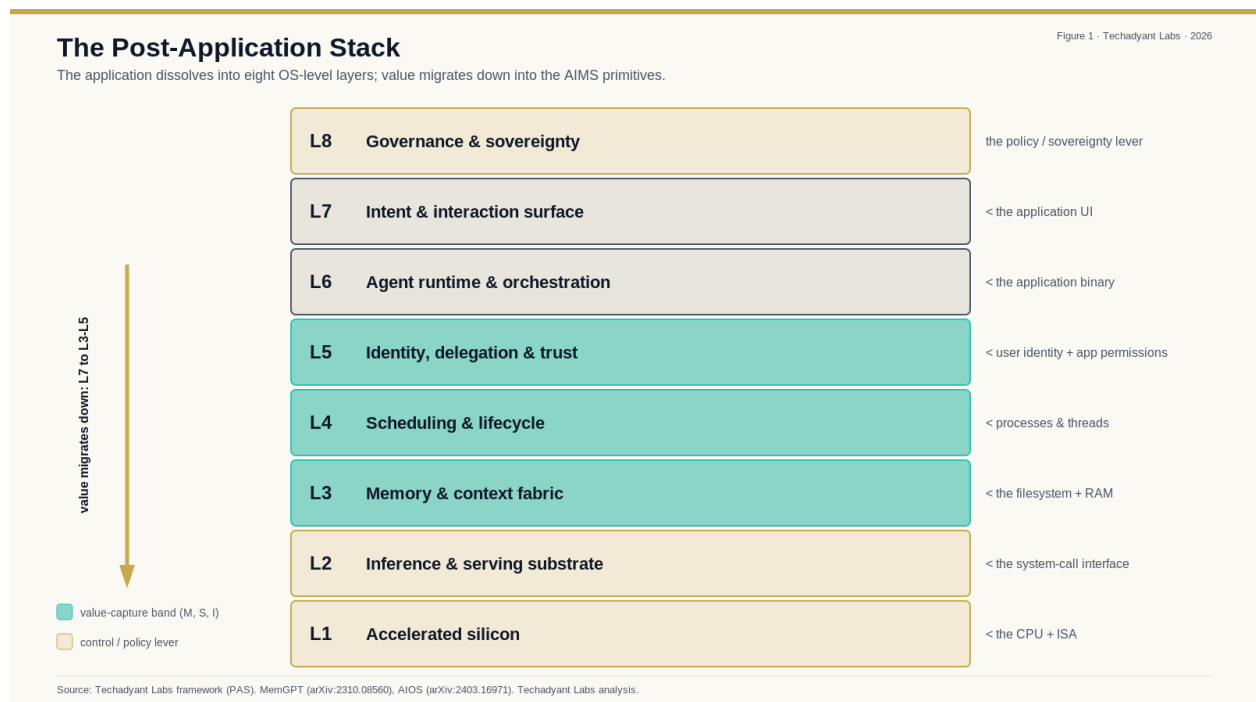 The Post-Application Stack
Figure 1 · Techadyant Labs · 2026
The application dissolves into eight OS-level layers; value migrates down into the AIMS primitives.
L8 Governance & sovereignty the policy / sovereignty lever
L7 Intent & interaction surface < the application UI
L6 Agent runtime & orchestration < the application binary
L5 Identity, delegation & trust < user identity + app permissions
L4 Scheduling & lifecycle < processes & threads
L3 Memory & context fabric < the filesystem + RAM
L2 Inference & serving substrate < the system-call interface
L1 Accelerated silicon < the CPU + ISA
value migrates down: L7 to L3-L5
value-capture band (M, S, I)
control / policy lever
Source: Techadyant Labs framework (PAS). MemGPT (arXiv:2310.08560), AIOS (arXiv:2403.16971). Techadyant Labs analysis.